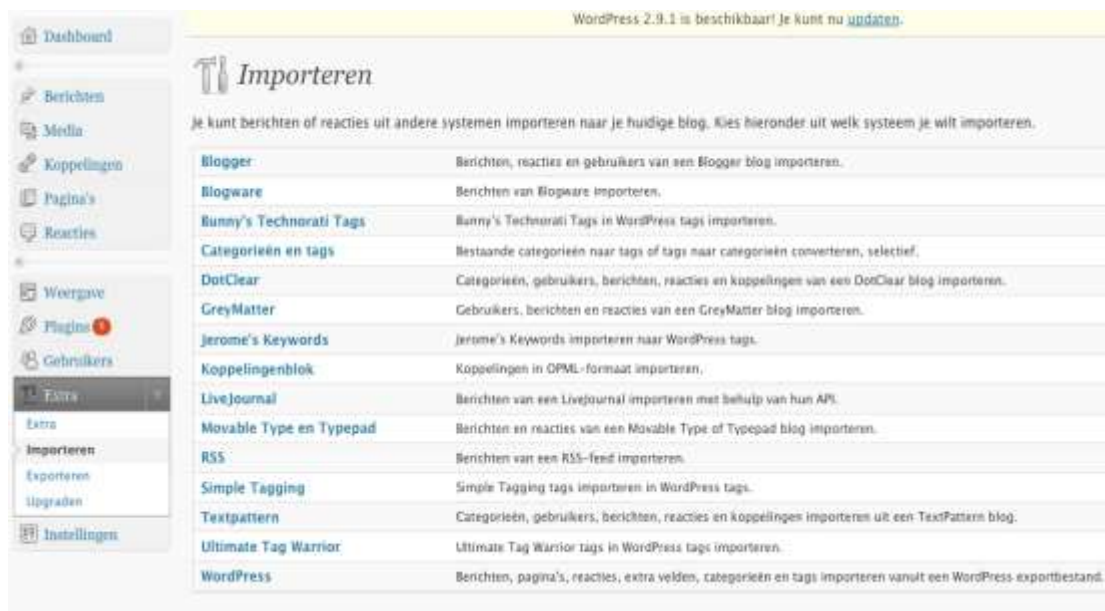 WordPress 2.9.1 is beschikbaar! Je kunt nu updaten.
Dashboard
Berichten
Media
Koppelingen
Pagina's
Reacties
Weergave
Plugins 1
Gebruikers
Extra
Extra
Importeren
Exporteren
Upgraden
Instellingen
Importeren
Je kunt berichten of reacties uit andere systemen importeren naar je huidige blog. Kies hieronder uit welk systeem je wilt importeren.
Blogger Berichten, reacties en gebruikers van een Blogger blog importeren.
Blogware Berichten van Blogware importeren.
Bunny's Technorati Tags Bunny's Technorati Tags in WordPress tags importeren.
Categorieën en tags Bestaande categorieën naar tags of tags naar categorieën converteren, selectief.
DotClear Categorieën, gebruikers, berichten, reacties en koppelingen van een DotClear blog importeren.
GreyMatter Gebruikers, berichten en reacties van een GreyMatter blog importeren.
Jerome's Keywords Jerome's Keywords importeren naar WordPress tags.
Koppelingenblok Koppelingen in OPML-formaat importeren.
LiveJournal Berichten van een LiveJournal importeren met behulp van hun API.
Movable Type en Typepad Berichten en reacties van een Movable Type of Typepad blog importeren.
RSS Berichten van een RSS-feed importeren.
Simple Tagging Simple Tagging tags importeren in WordPress tags.
Textpattern Categorieën, gebruikers, berichten, reacties en koppelingen importeren uit een TextPattern blog.
Ultimate Tag Warrior Ultimate Tag Warrior tags in WordPress tags importeren.
WordPress Berichten, pagina's, reacties, extra velden, categorieën en tags importeren vanuit een WordPress exportbestand.